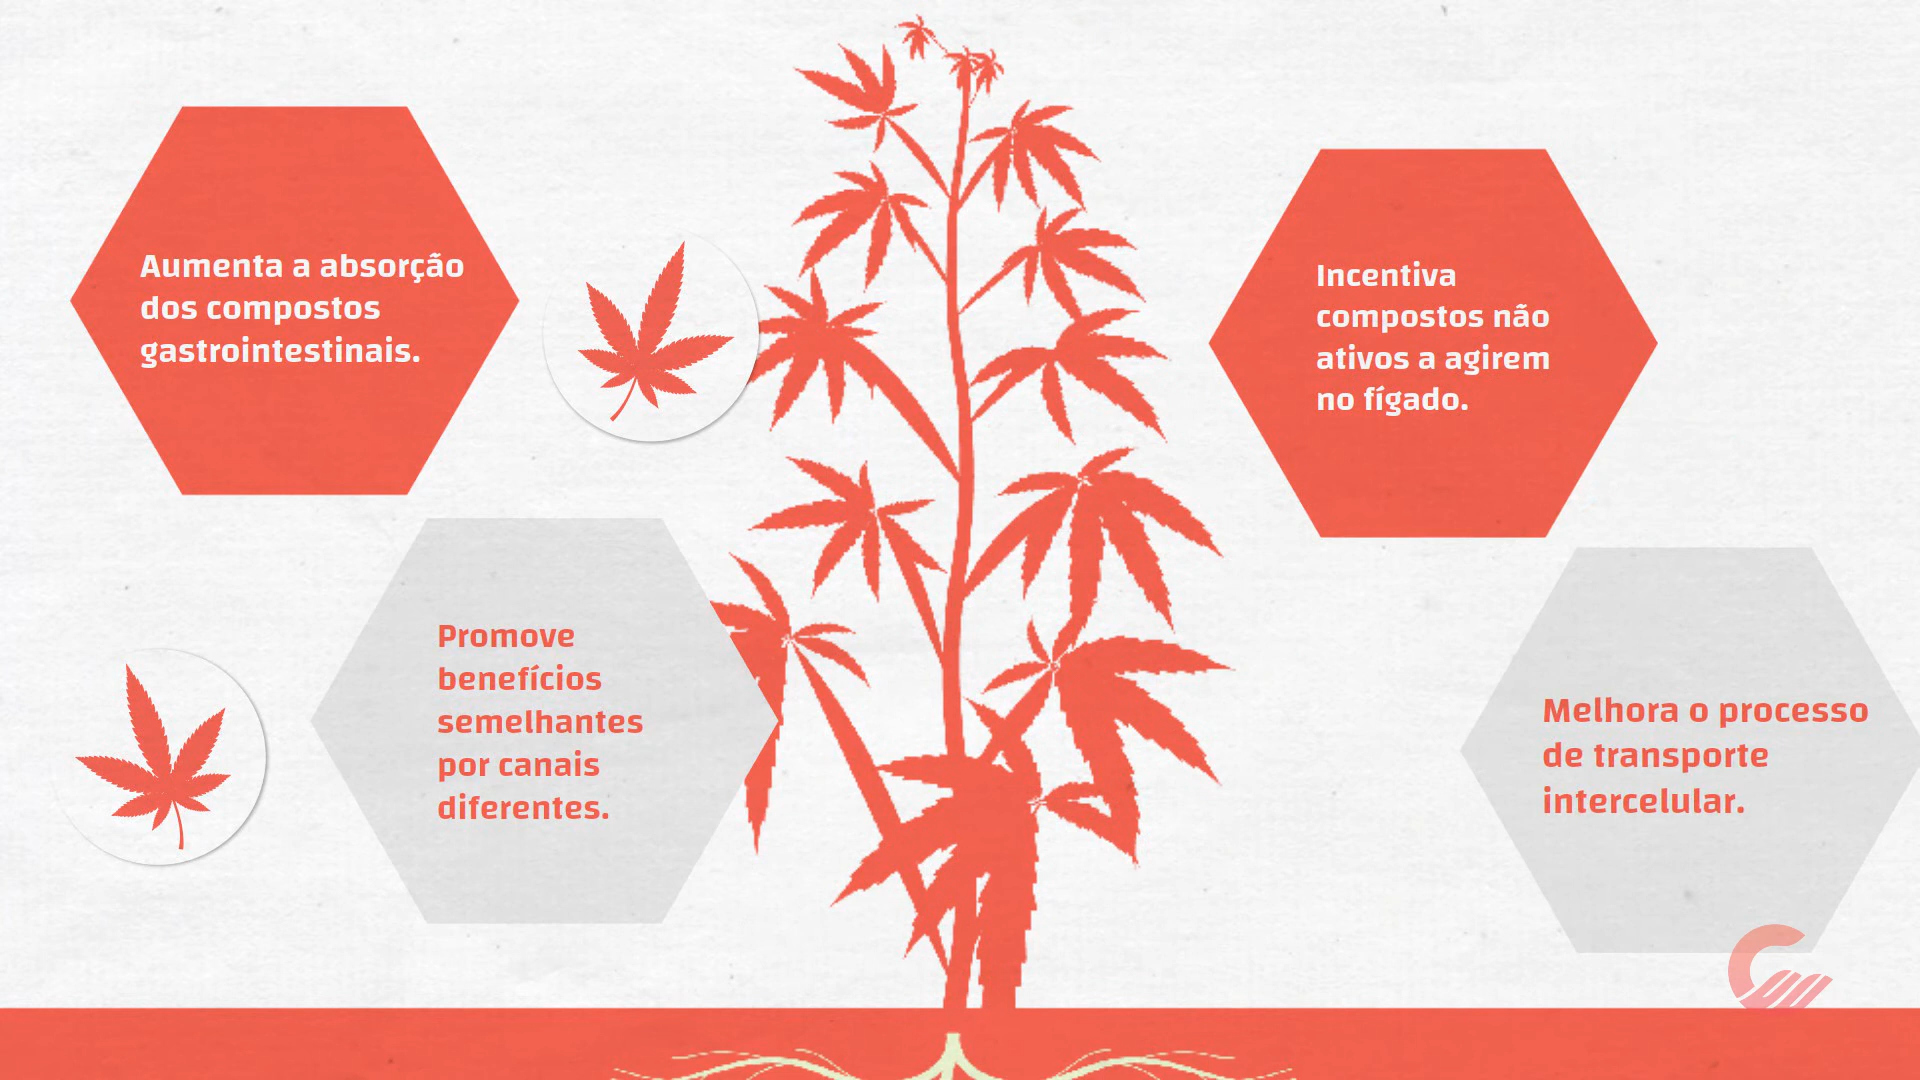 Aumenta a absorção
dos compostos
gastrointestinais.
Promove
benefícios
semelhantes
por canais
diferentes.
Incentiva
compostos não
ativos a agirem
no fígado.
Melhora o processo
de transporte
intercelular.